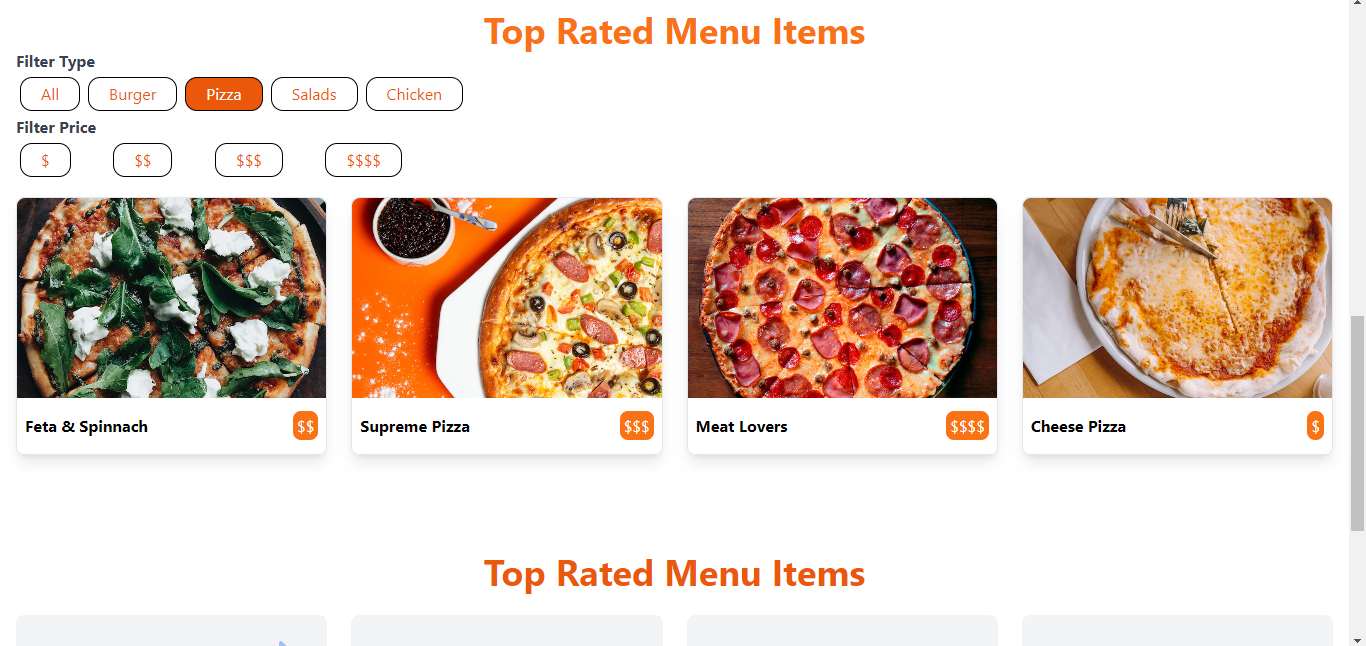 Top Rated Menu Items
Filter Type
All Burger Pizza Salads Chicken
Filter Price
$ $$ $$$ $$$$
Feta & Spinnach $$ Supreme Pizza $$$ Meat Lovers $$$$ Cheese Pizza $
Top Rated Menu Items